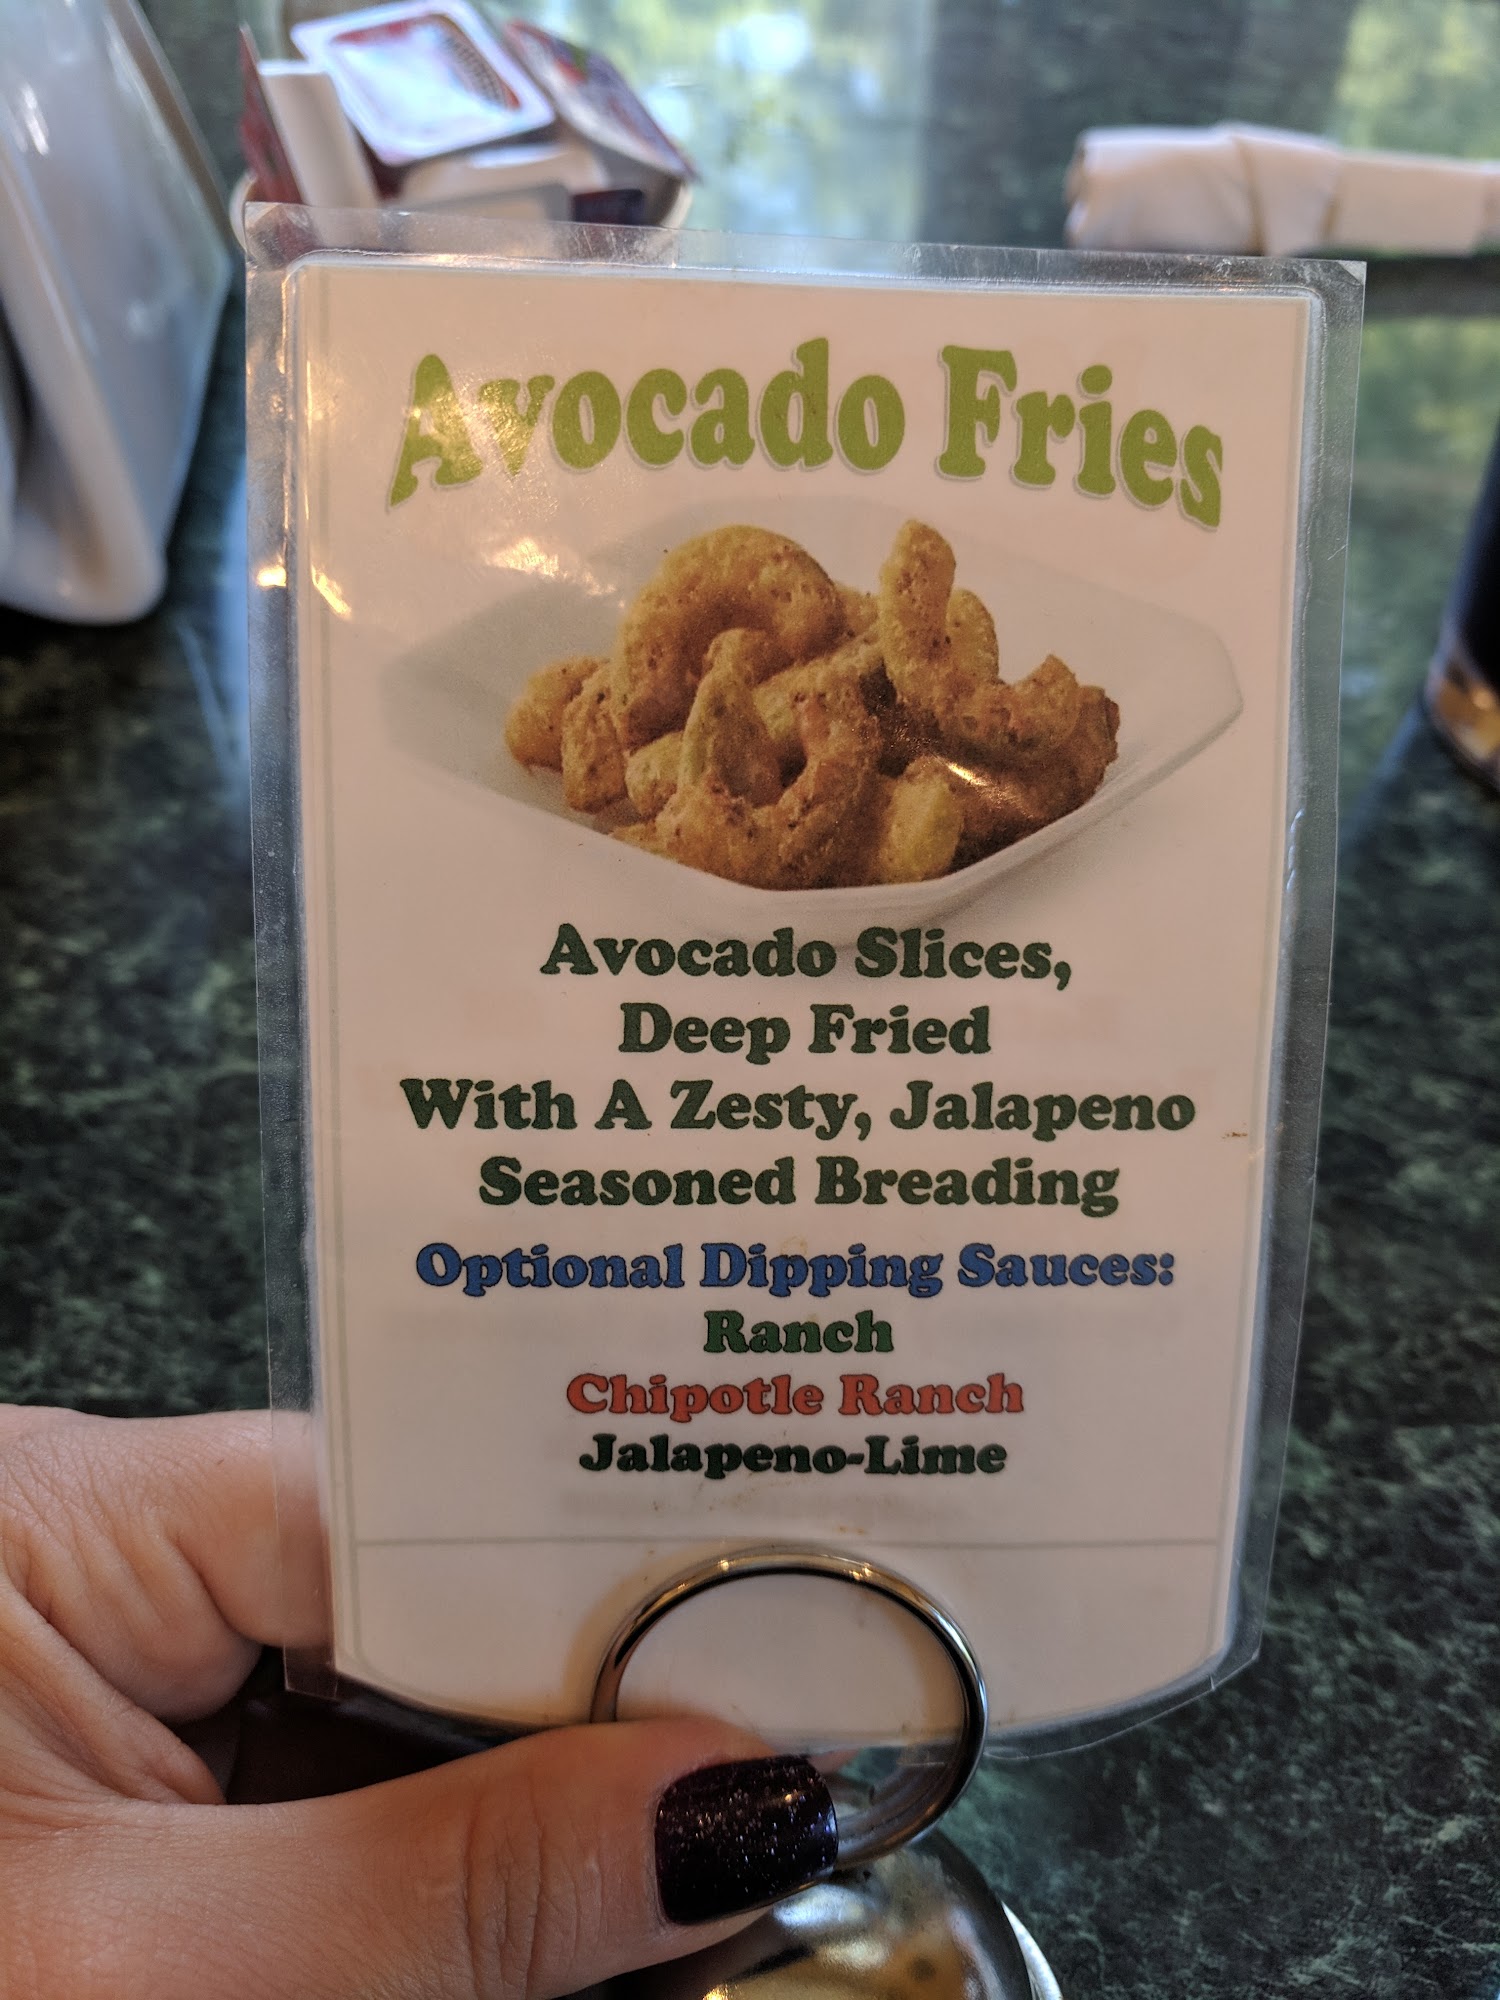 Avocado Fries
Avocado Slices,
Deep Fried
With A Zesty, Jalapeno
Seasoned Breading
Optional Dipping Sauces:
Ranch
Chipotle Ranch
Jalapeno-Lime